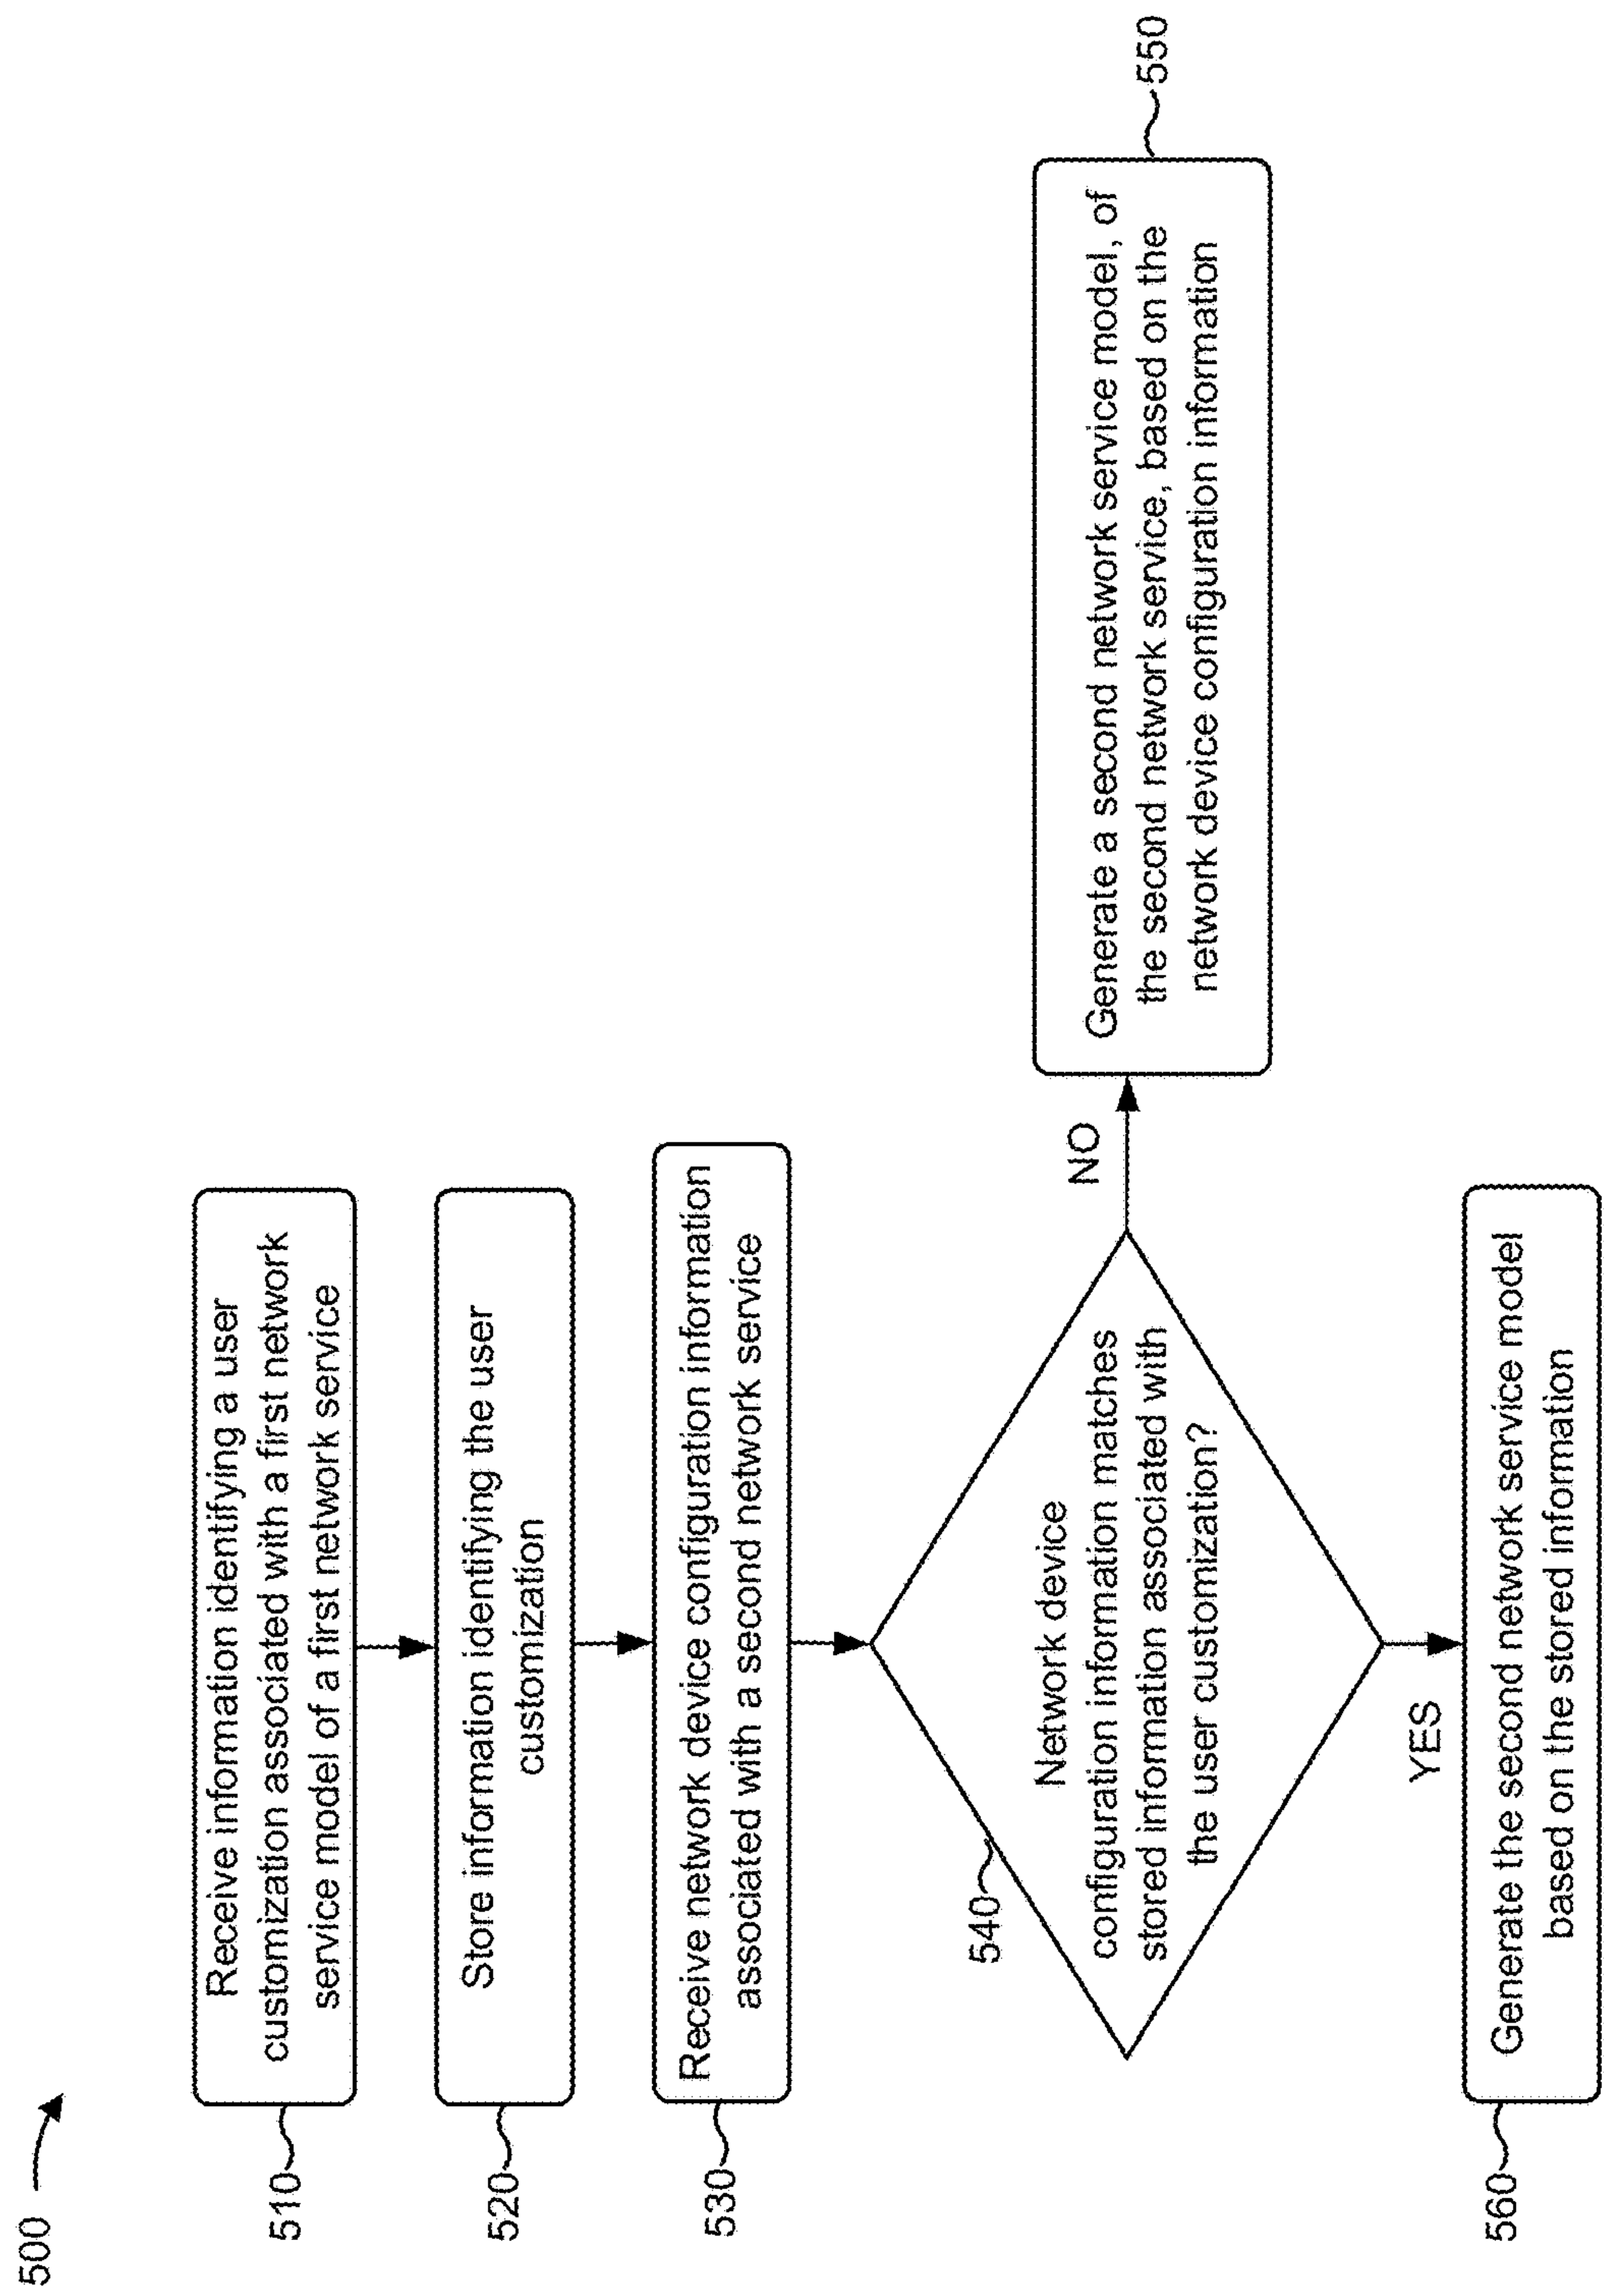 500
510
Receive information identifying a user
customization associated with a first network
service model of a first network service
520
Store information identifying the user
customization
530
Receive network device configuration information
associated with a second network service
540
Network device
configuration information matches
stored information associated with
the user customization?
NO
550
Generate a second network service model, of
the second network service, based on the
network device configuration information
YES
560
Generate the second network service model
based on the stored information